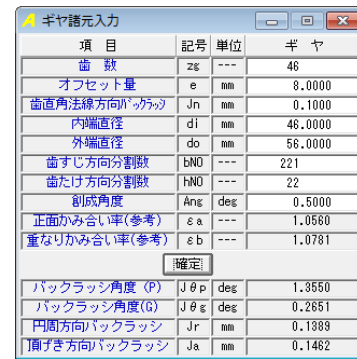 ギヤ諸元入力
項 目 記号 単位 ギ ヤ
歯 数 zg --- 46
オフセット量 e mm 8.0000
歯直角法線方向バックラッシ Jn mm 0.1000
内端直径 di mm 46.0000
外端直径 do mm 56.0000
歯すじ方向分割数 bNO --- 221
歯たけ方向分割数 hNO --- 22
創成角度 Ang deg 0.5000
正面かみ合い率(参考) εa --- 1.0560
重なりかみ合い率(参考) εb --- 1.0781
確定
バックラッシ角度 (P) Jθp deg 1.3550
バックラッシ角度(G) Jθg deg 0.2651
円周方向バックラッシ Jr mm 0.1389
頂げき方向バックラッシ Ja mm 0.1462